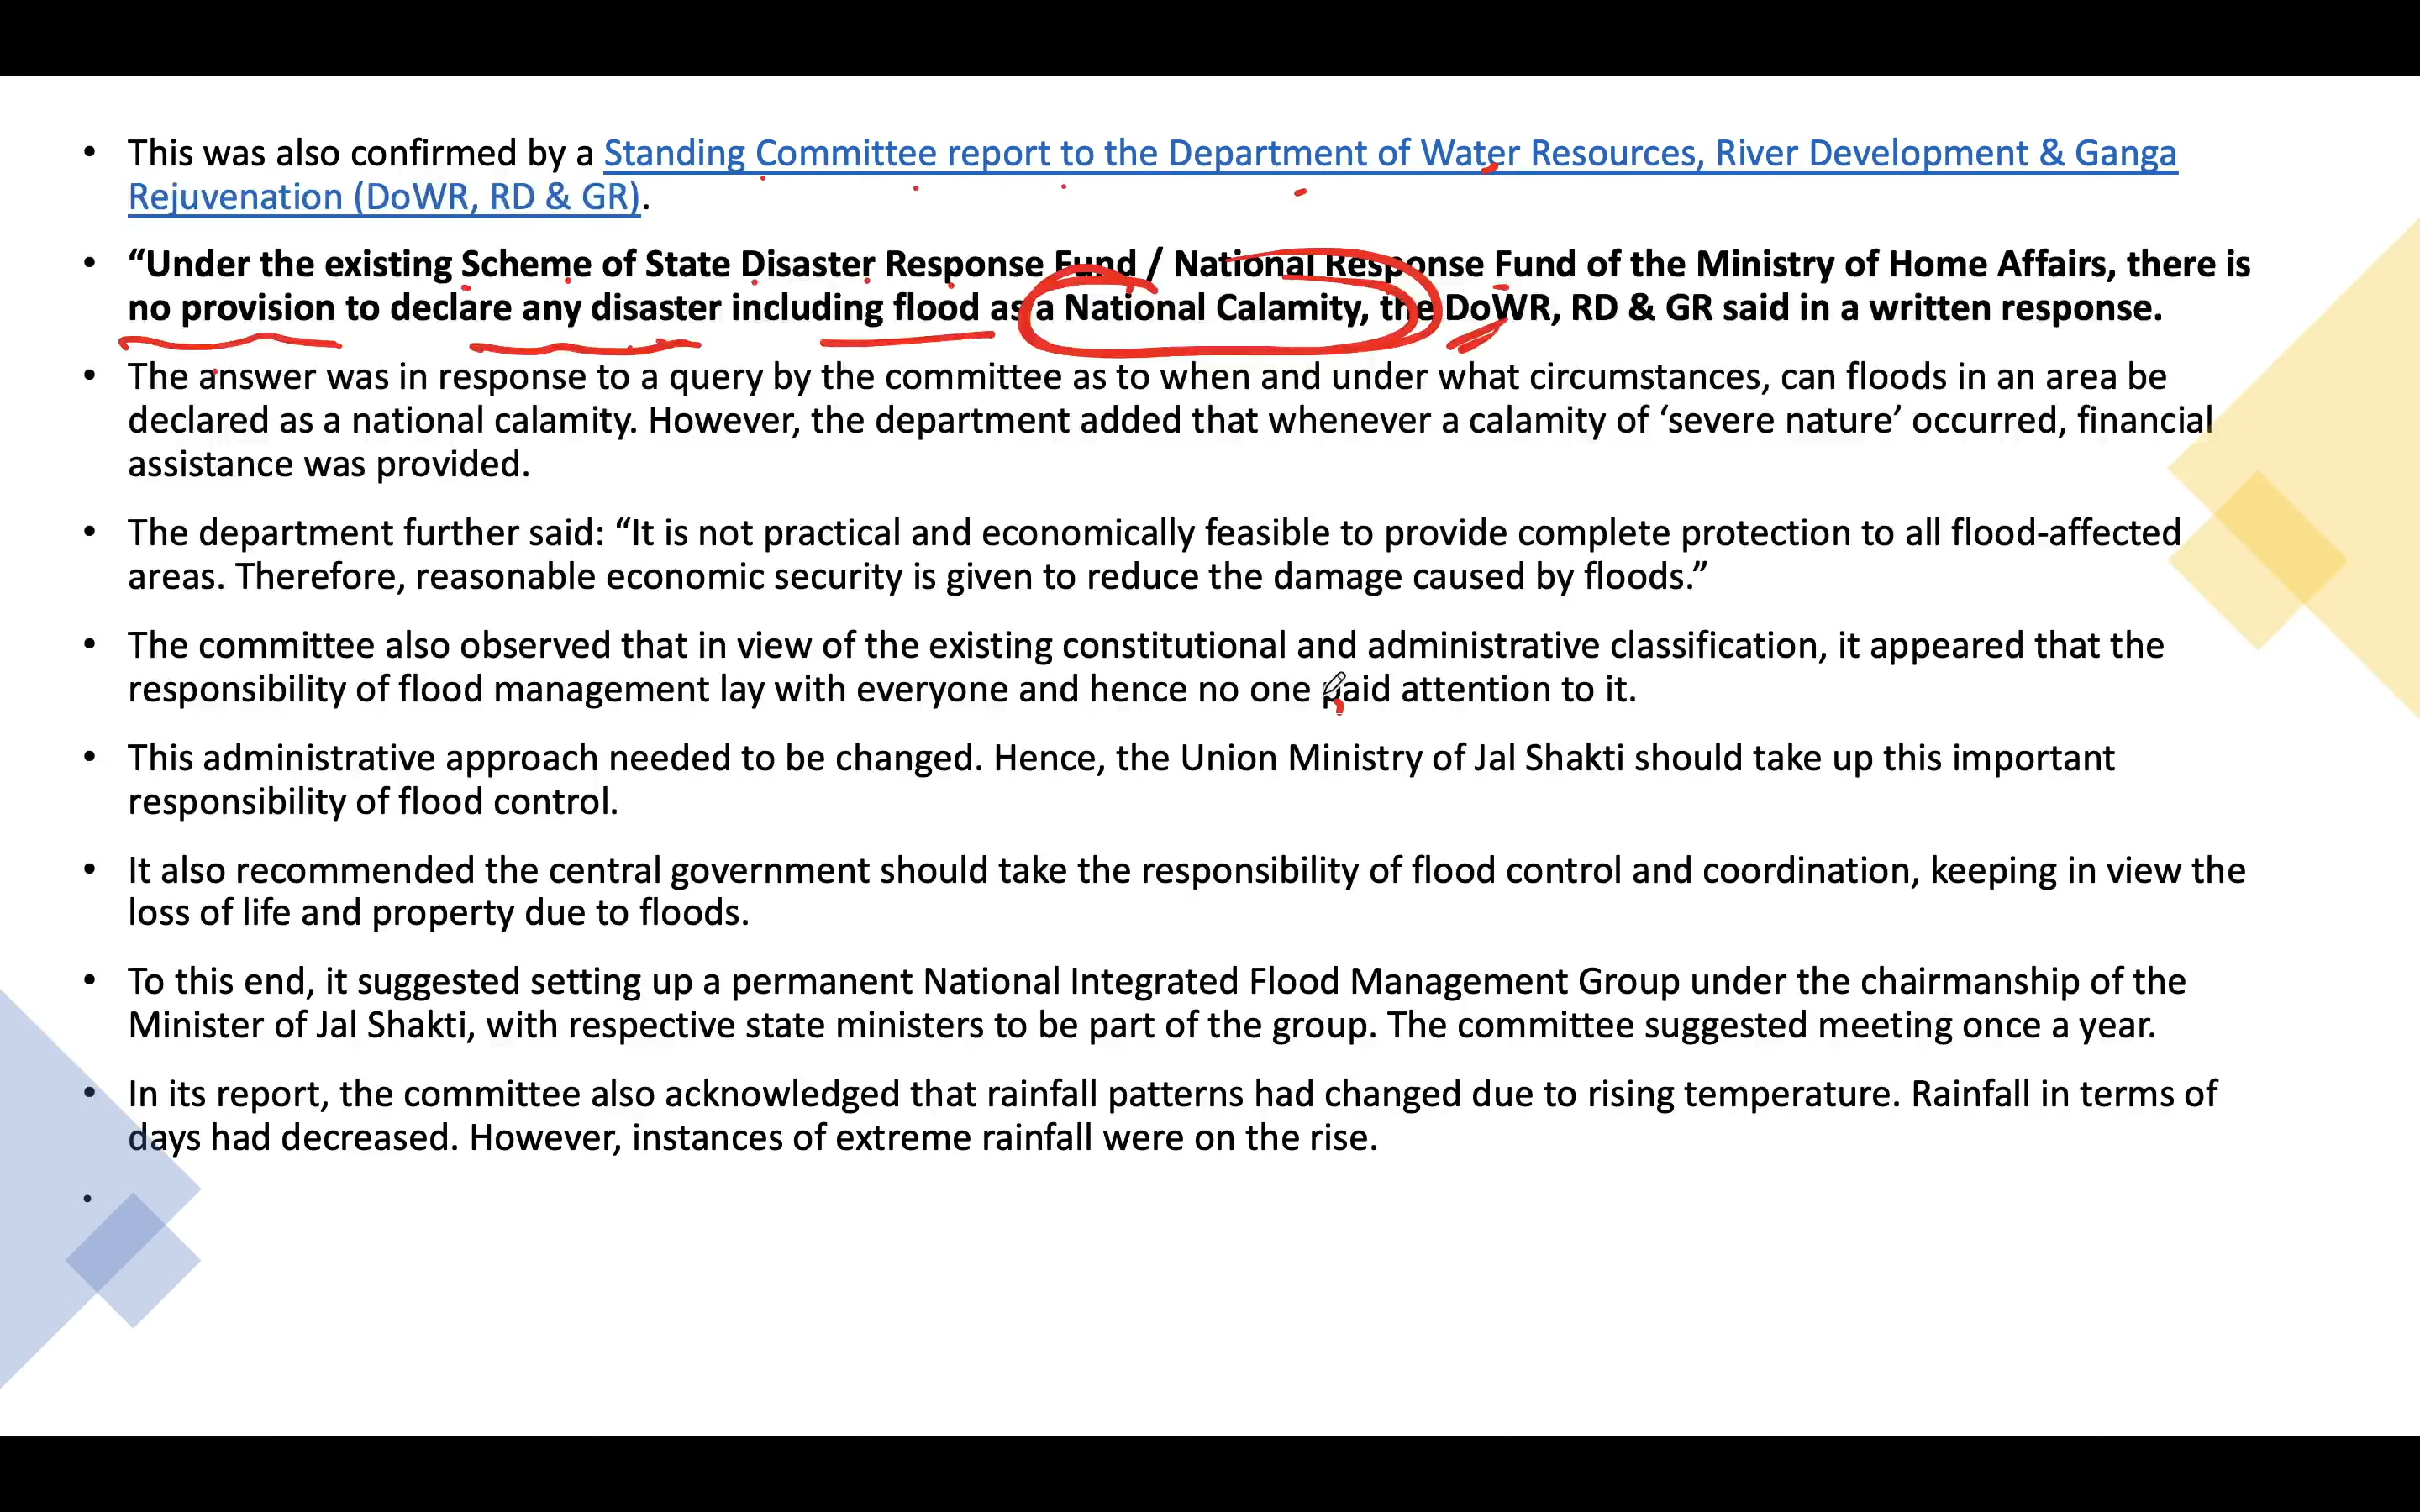 • This was also confirmed by a Standing Committee report to the Department of Water Resources, River Development & Ganga
Rejuvenation (DoWR, RD & GR).
• “Under the existing Scheme of State Disaster Response Fund / National Response Fund of the Ministry of Home Affairs, there is
no provision to declare any disaster including flood as a National Calamity, the DoWR, RD & GR said in a written response.
• The answer was in response to a query by the committee as to when and under what circumstances, can floods in an area be
declared as a national calamity. However, the department added that whenever a calamity of ‘severe nature’ occurred, financial
assistance was provided.
• The department further said: “It is not practical and economically feasible to provide complete protection to all flood-affected
areas. Therefore, reasonable economic security is given to reduce the damage caused by floods.”
• The committee also observed that in view of the existing constitutional and administrative classification, it appeared that the
responsibility of flood management lay with everyone and hence no one paid attention to it.
• This administrative approach needed to be changed. Hence, the Union Ministry of Jal Shakti should take up this important
responsibility of flood control.
• It also recommended the central government should take the responsibility of flood control and coordination, keeping in view the
loss of life and property due to floods.
• To this end, it suggested setting up a permanent National Integrated Flood Management Group under the chairmanship of the
Minister of Jal Shakti, with respective state ministers to be part of the group. The committee suggested meeting once a year.
• In its report, the committee also acknowledged that rainfall patterns had changed due to rising temperature. Rainfall in terms of
days had decreased. However, instances of extreme rainfall were on the rise.
•